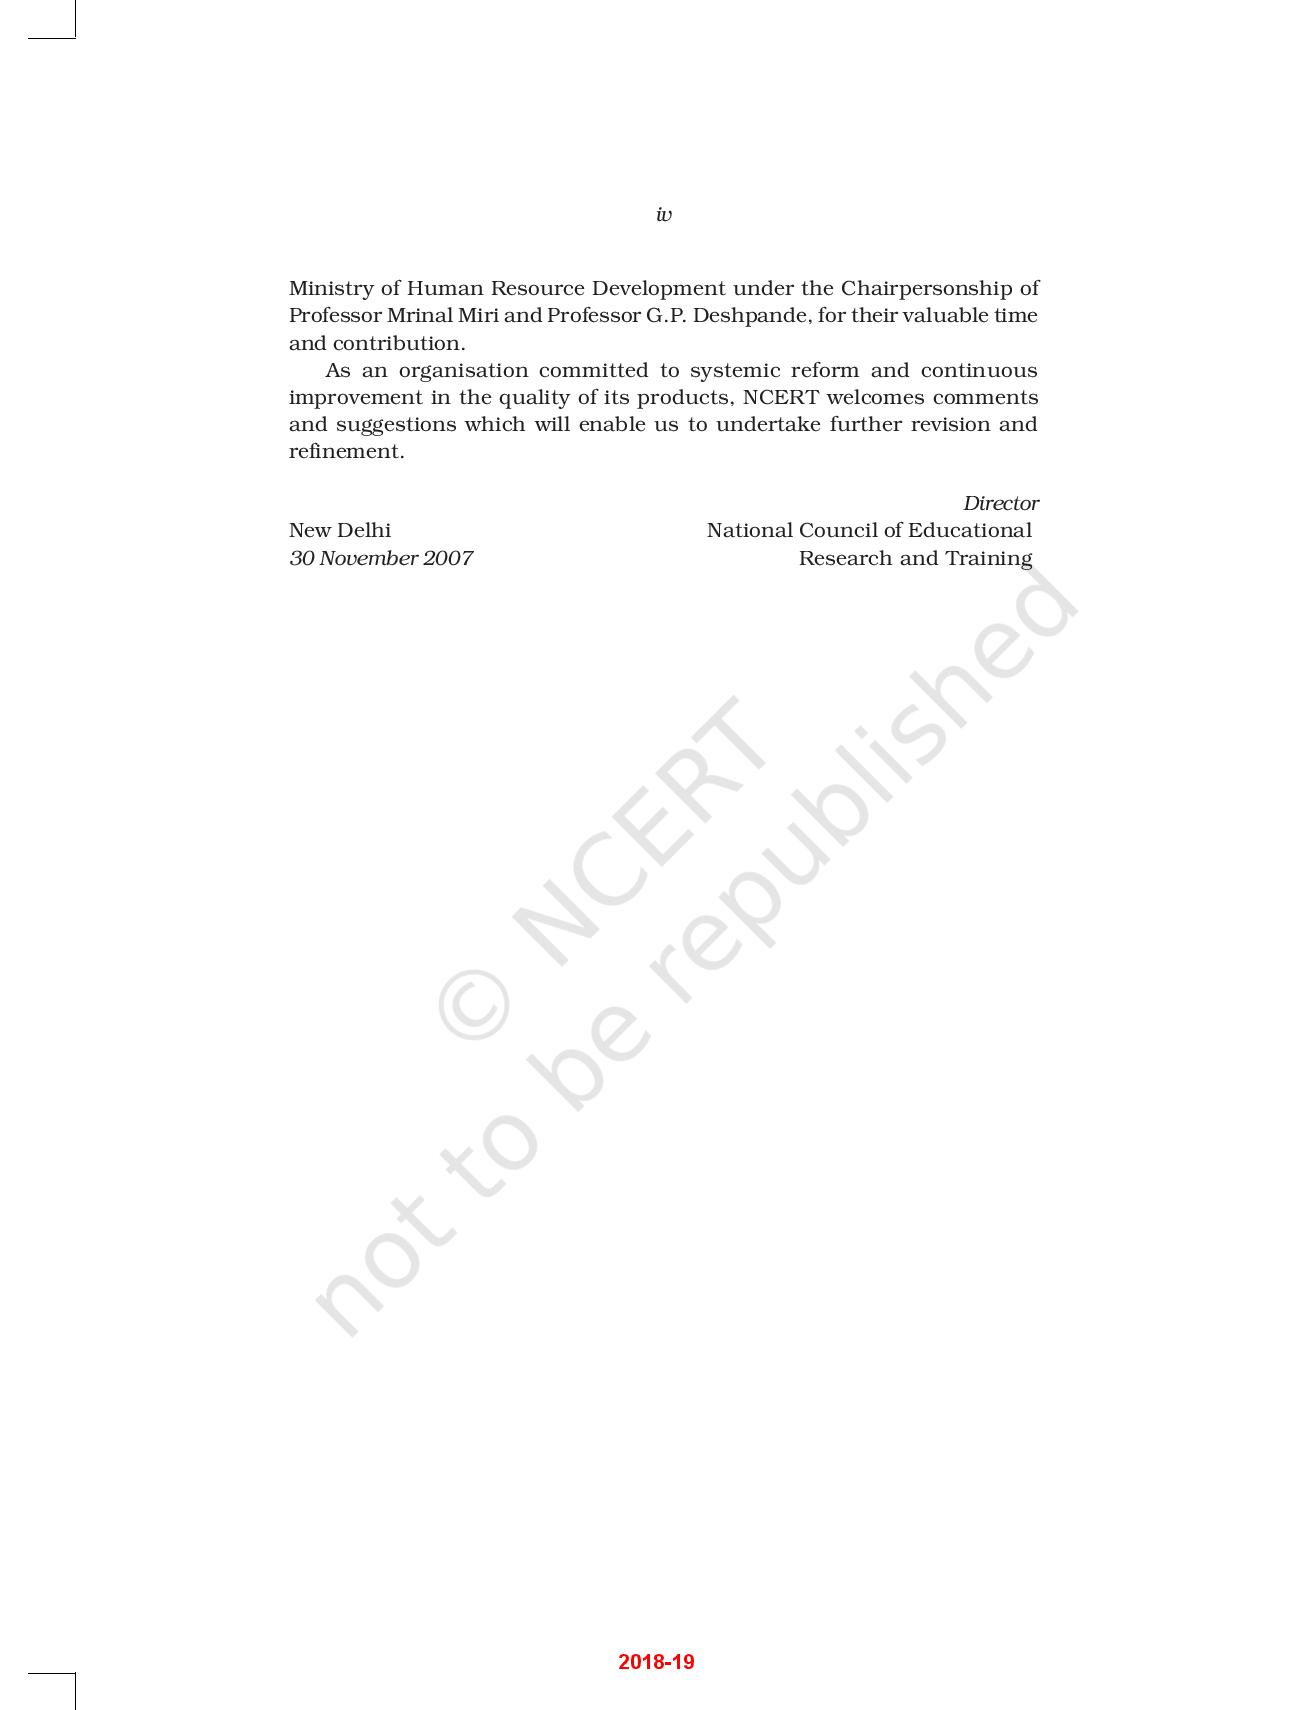 iv
Ministry of Human Resource Development under the Chairpersonship of
Professor Mrinal Miri and Professor G.P. Deshpande, for their valuable time
and contribution.
As an organisation committed to systemic reform and continuous
improvement in the quality of its products, NCERT welcomes comments
and suggestions which will enable us to undertake further revision and
refinement.
Director
New Delhi National Council of Educational
30 November 2007 Research and Training
© NCERT
not to be republished
2018-19